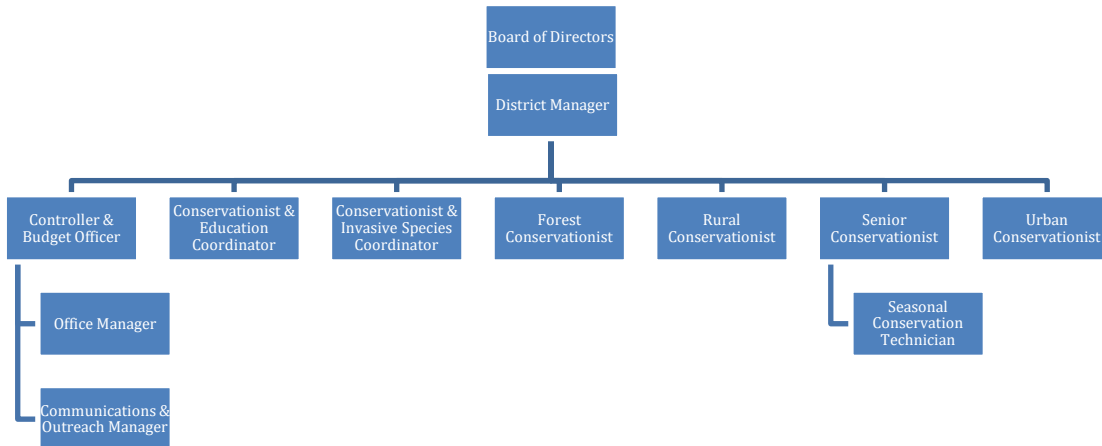 Board of Directors
District Manager
Controller &
Budget Officer
Conservationist &
Education
Coordinator
Conservationist &
Invasive Species
Coordinator
Forest
Conservationist
Rural
Conservationist
Senior
Conservationist
Urban
Conservationist
Office Manager
Seasonal
Conservation
Technician
Communications &
Outreach Manager